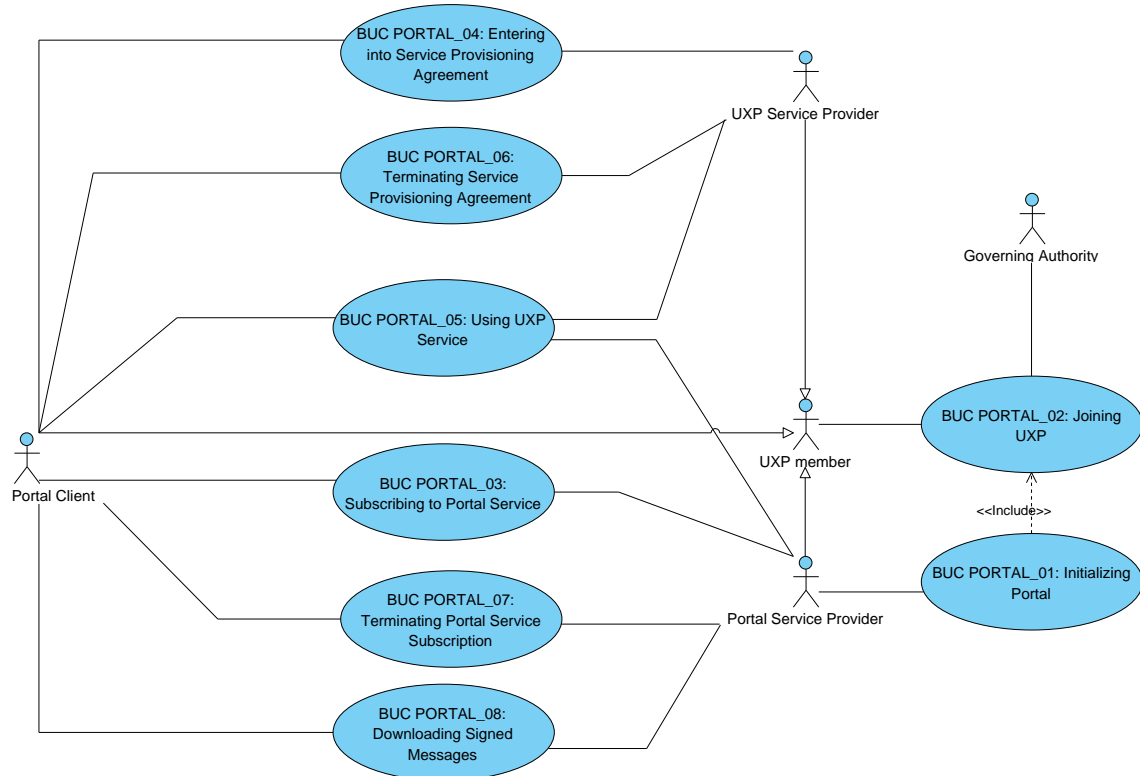 BUC PORTAL_04: Entering
into Service Provisioning
Agreement
UXP Service Provider
BUC PORTAL_06:
Terminating Service
Provisioning Agreement
Governing Authority
BUC PORTAL_05: Using UXP
Service
BUC PORTAL_02: Joining
UXP
UXP member
Portal Client
BUC PORTAL_03:
Subscribing to Portal Service
<<Include>>
BUC PORTAL_01: Initializing
Portal
Portal Service Provider
BUC PORTAL_07:
Terminating Portal Service
Subscription
BUC PORTAL_08:
Downloading Signed
Messages